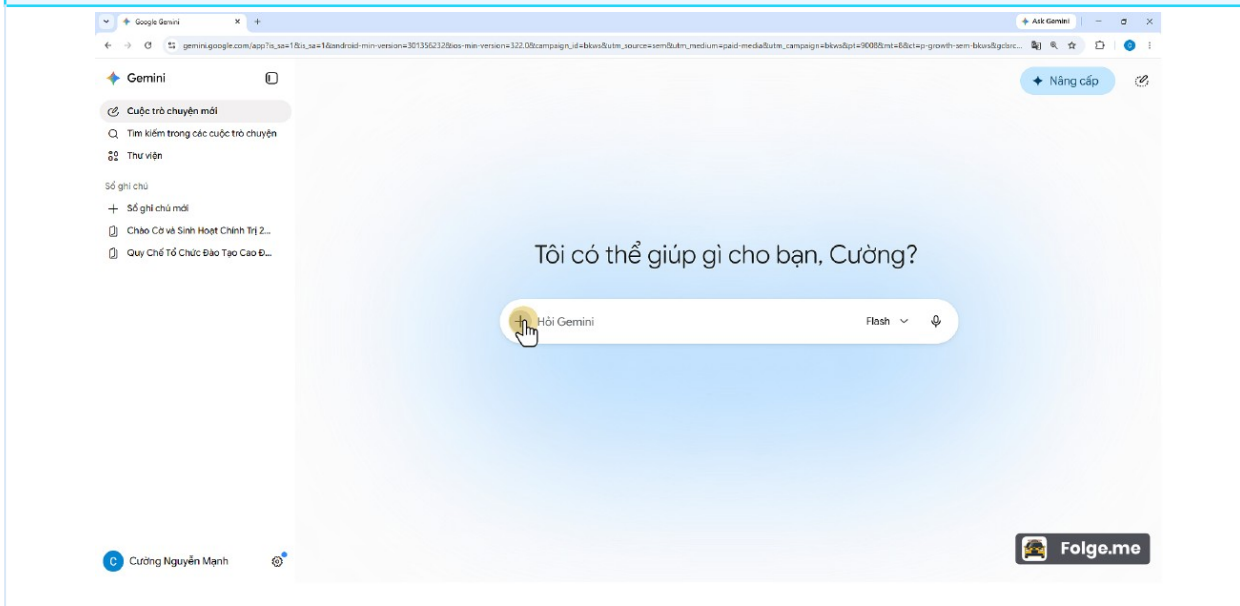 Google Gemini
Ask Gemini
Gemini
Nâng cấp
Cuộc trò chuyện mới
Tìm kiếm trong các cuộc trò chuyện
Thư viện
Sổ ghi chú
Sổ ghi chú mới
Chào Cờ và Sinh Hoạt Chính Trị 2...
Quy Chế Tổ Chức Đào Tạo Cao Đ...
Tôi có thể giúp gì cho bạn, Cường?
Hỏi Gemini
Flash
C Cường Nguyễn Mạnh
Folge.me